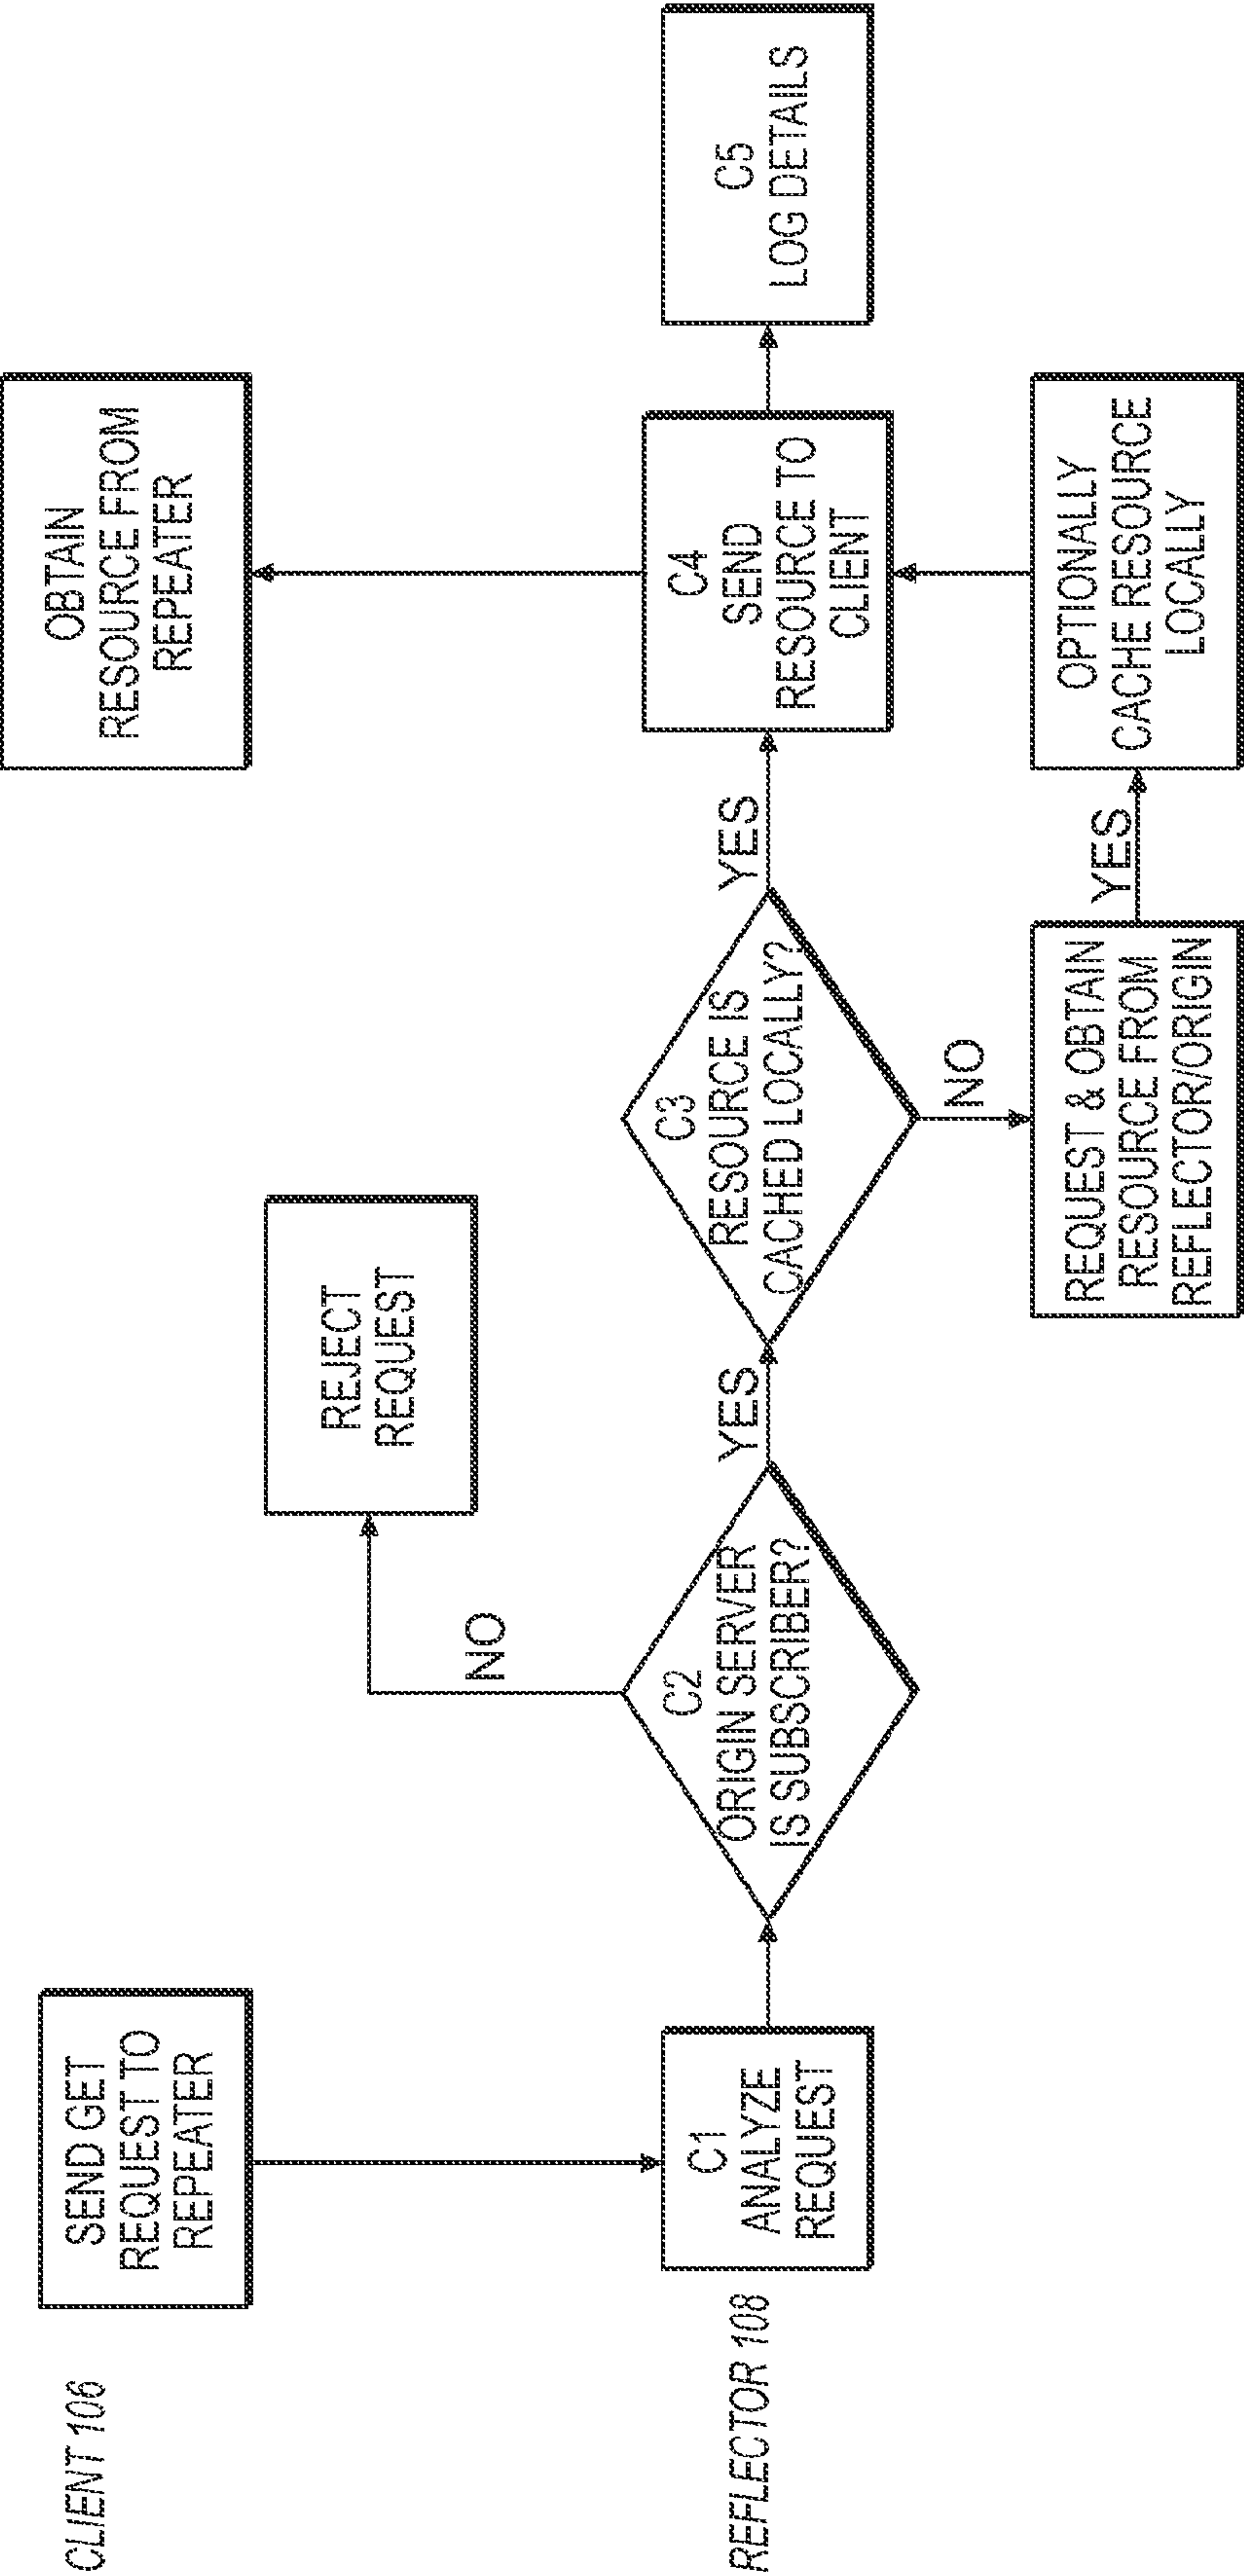 CLIENT 106
SEND GET
REQUEST TO
REPEATER
OBTAIN
RESOURCE FROM
REPEATER
REJECT
REQUEST
NO
REFLECTOR 108
C1
ANALYZE
REQUEST
C2
ORIGIN SERVER
IS SUBSCRIBER?
YES
C3
RESOURCE IS
CACHED LOCALLY?
YES
C4
SEND
RESOURCE TO
CLIENT
C5
LOG DETAILS
NO
REQUEST & OBTAIN
RESOURCE FROM
REFLECTOR/ORIGIN
YES
OPTIONALLY
CACHE RESOURCE
LOCALLY